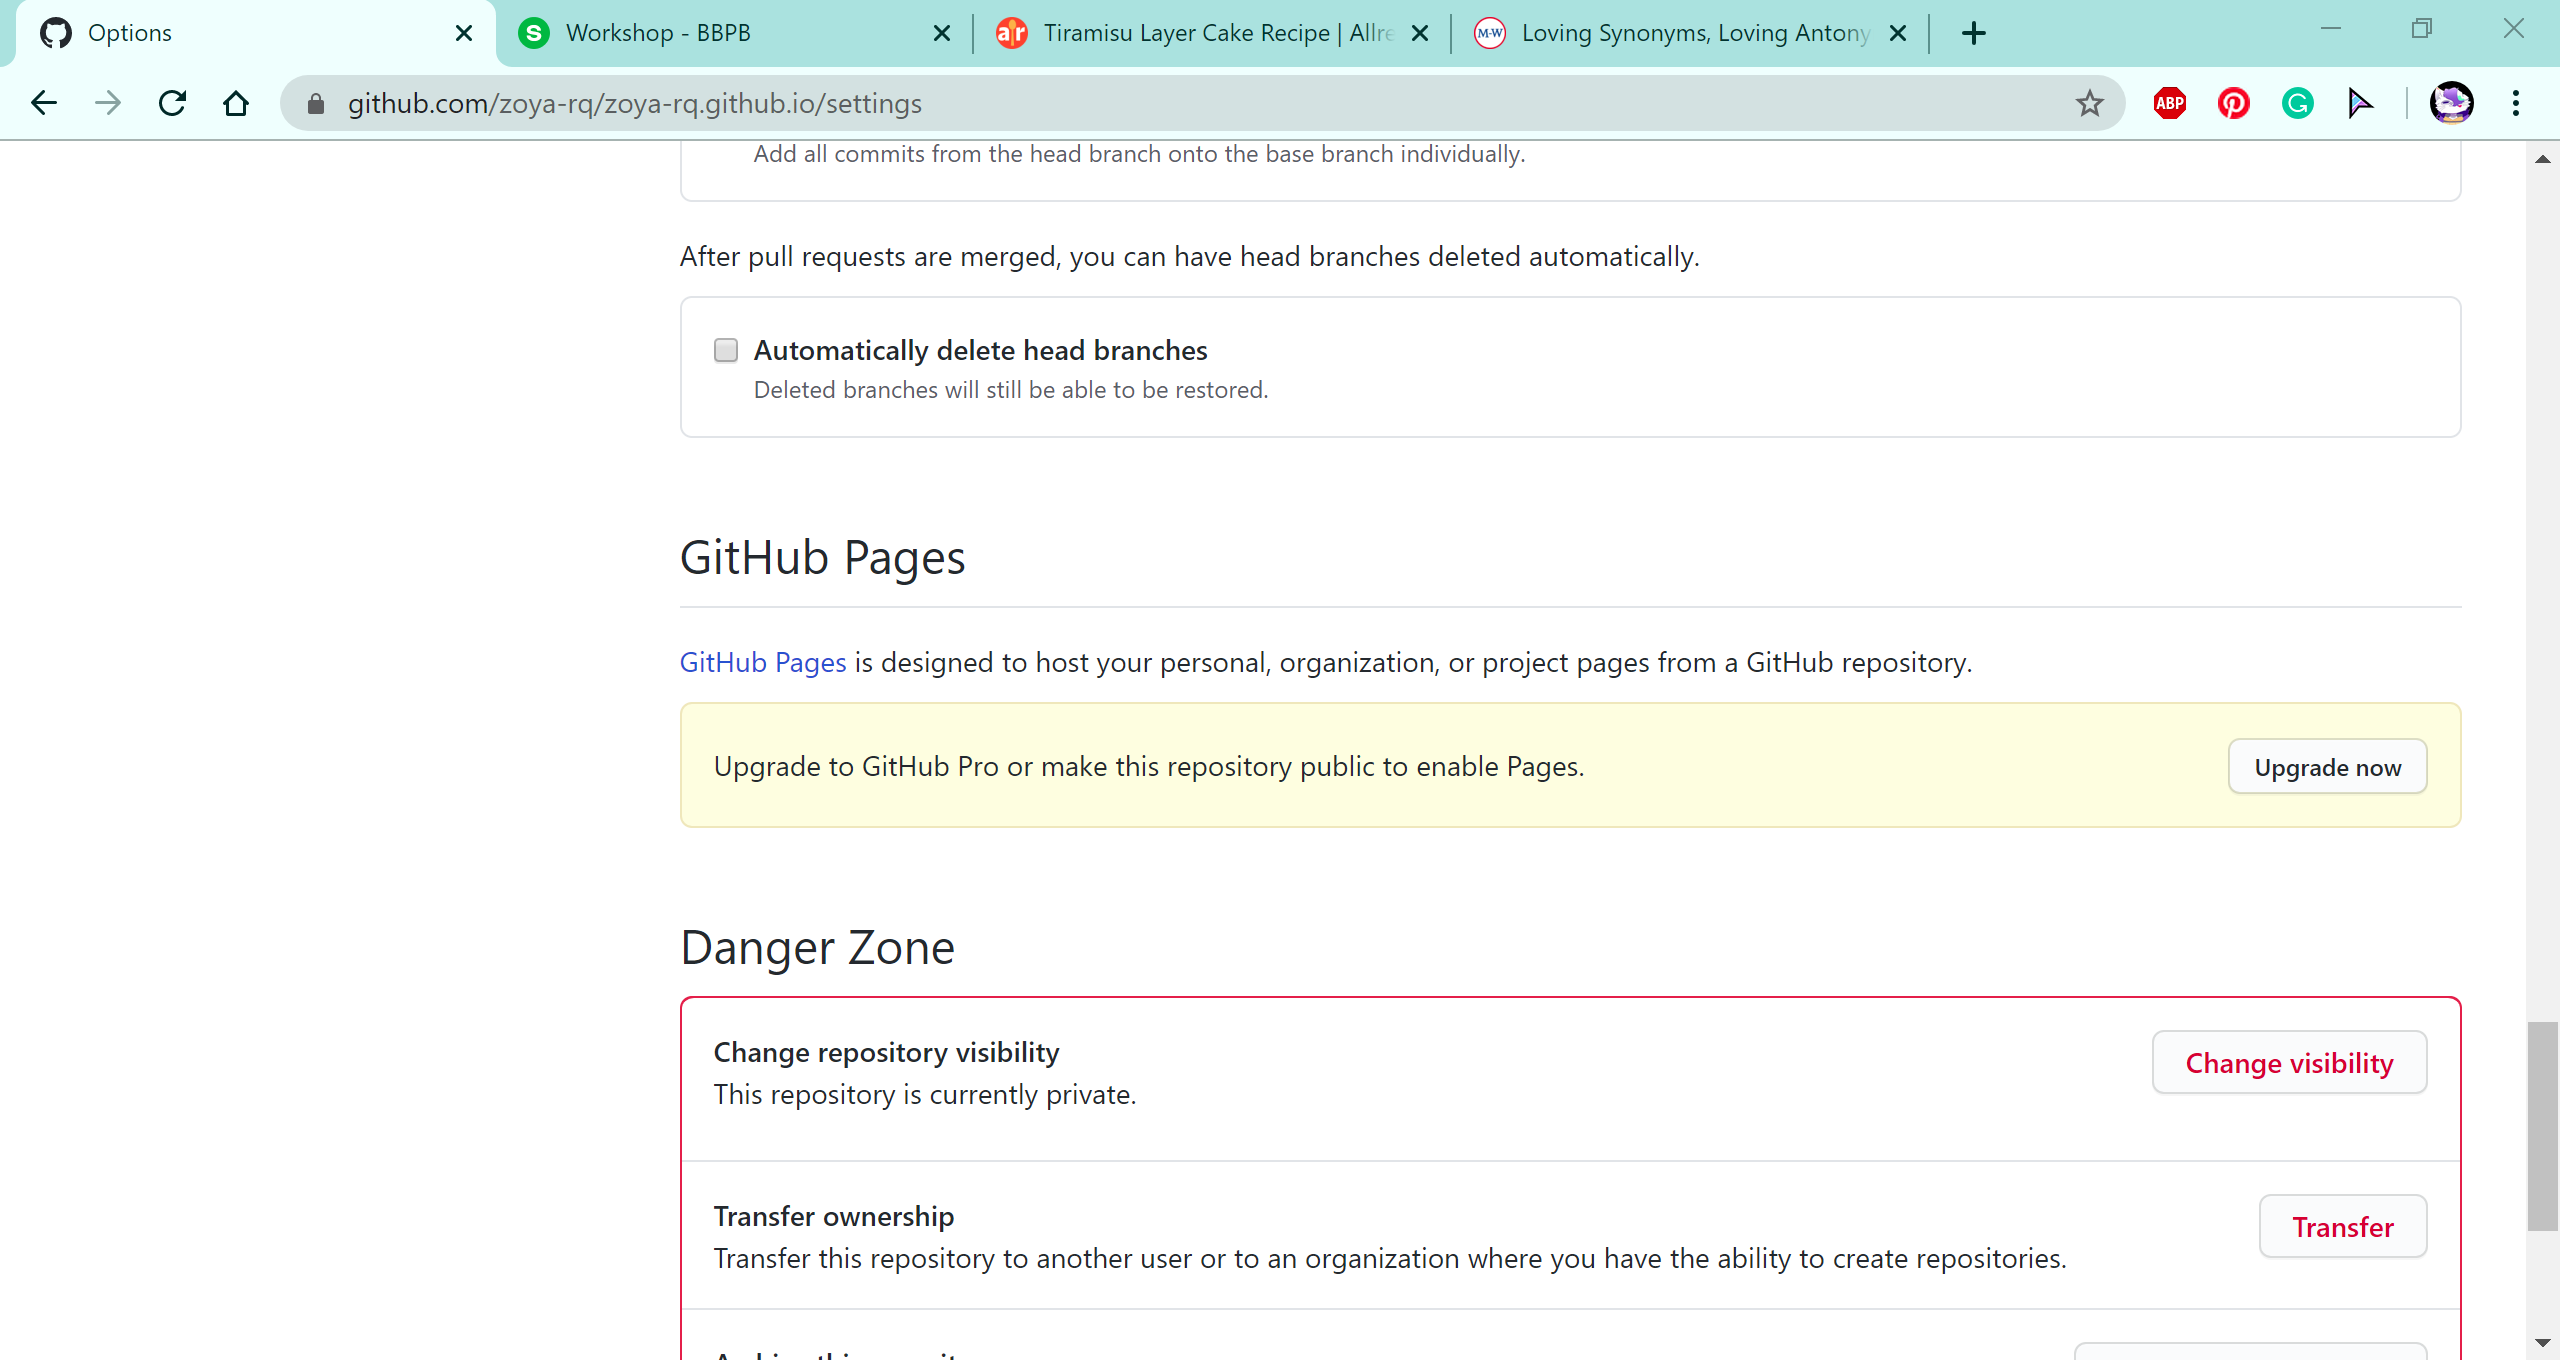 Options
Workshop - BBPB
Tiramisu Layer Cake Recipe | Allre
Loving Synonyms, Loving Antony
github.com/zoya-rq/zoya-rq.github.io/settings
ABP
Add all commits from the head branch onto the base branch individually.
After pull requests are merged, you can have head branches deleted automatically.
Automatically delete head branches
Deleted branches will still be able to be restored.
GitHub Pages
GitHub Pages is designed to host your personal, organization, or project pages from a GitHub repository.
Upgrade to GitHub Pro or make this repository public to enable Pages.
Upgrade now
Danger Zone
Change repository visibility
This repository is currently private.
Change visibility
Transfer ownership
Transfer this repository to another user or to an organization where you have the ability to create repositories.
Transfer